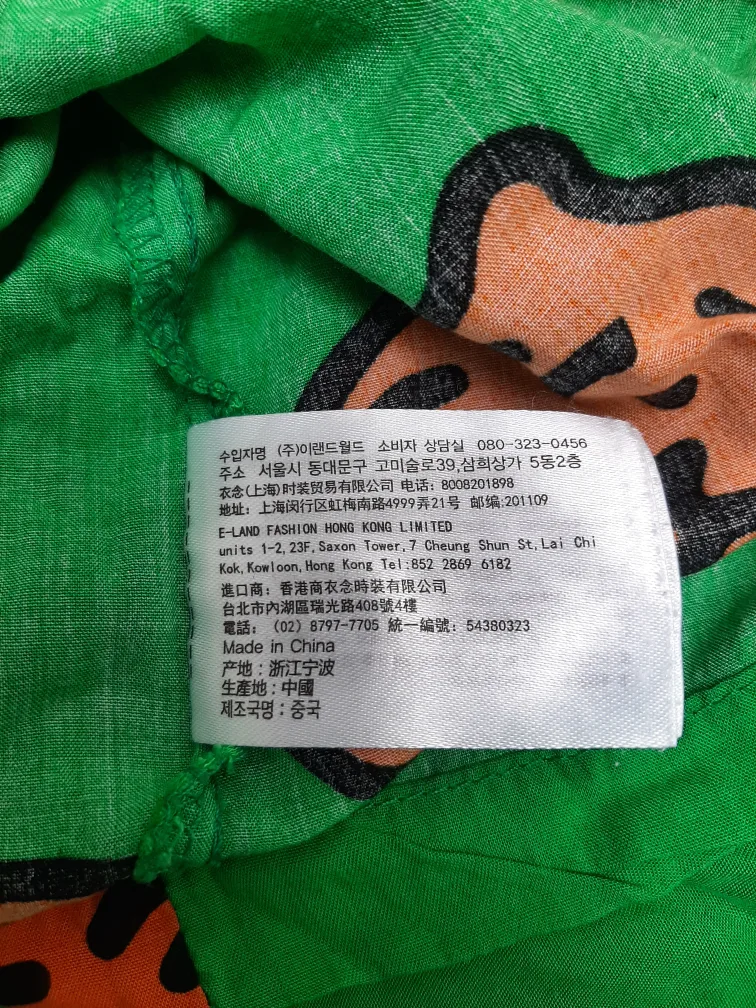 수입자명 (주)이랜드월드 소비자 상담실 080-323-0456
주소 서울시 동대문구 고미술로39,삼희상가 5동2층
衣念(上海)时装贸易有限公司 电话: 8008201898
地址: 上海闵行区虹梅南路4999弄21号 邮编:201109
E-LAND FASHION HONG KONG LIMITED
units 1-2,23F,Saxon Tower,7 Cheung Shun St,Lai Chi
Kok,Kowloon,Hong Kong Tel:852 2869 6182
進口商: 香港商衣念時裝有限公司
台北市內湖區瑞光路408號4樓
電話: (02) 8797-7705 統一編號: 54380323
Made in China
产地:浙江宁波
生產地:中國
제조국명:중국